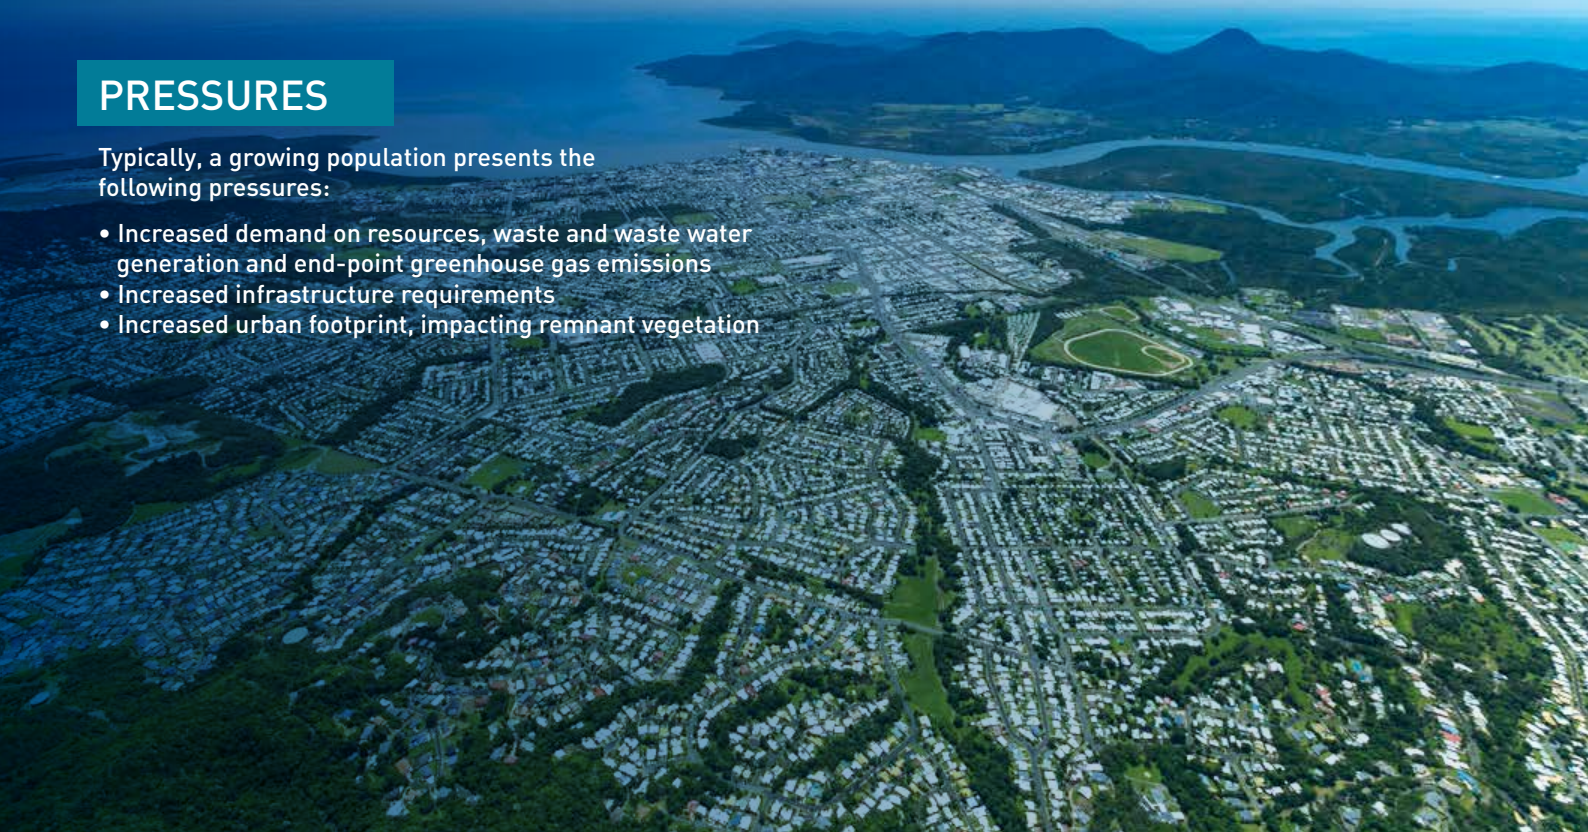 PRESSURES
Typically, a growing population presents the
following pressures:
• Increased demand on resources, waste and waste water
generation and end-point greenhouse gas emissions
• Increased infrastructure requirements
• Increased urban footprint, impacting remnant vegetation